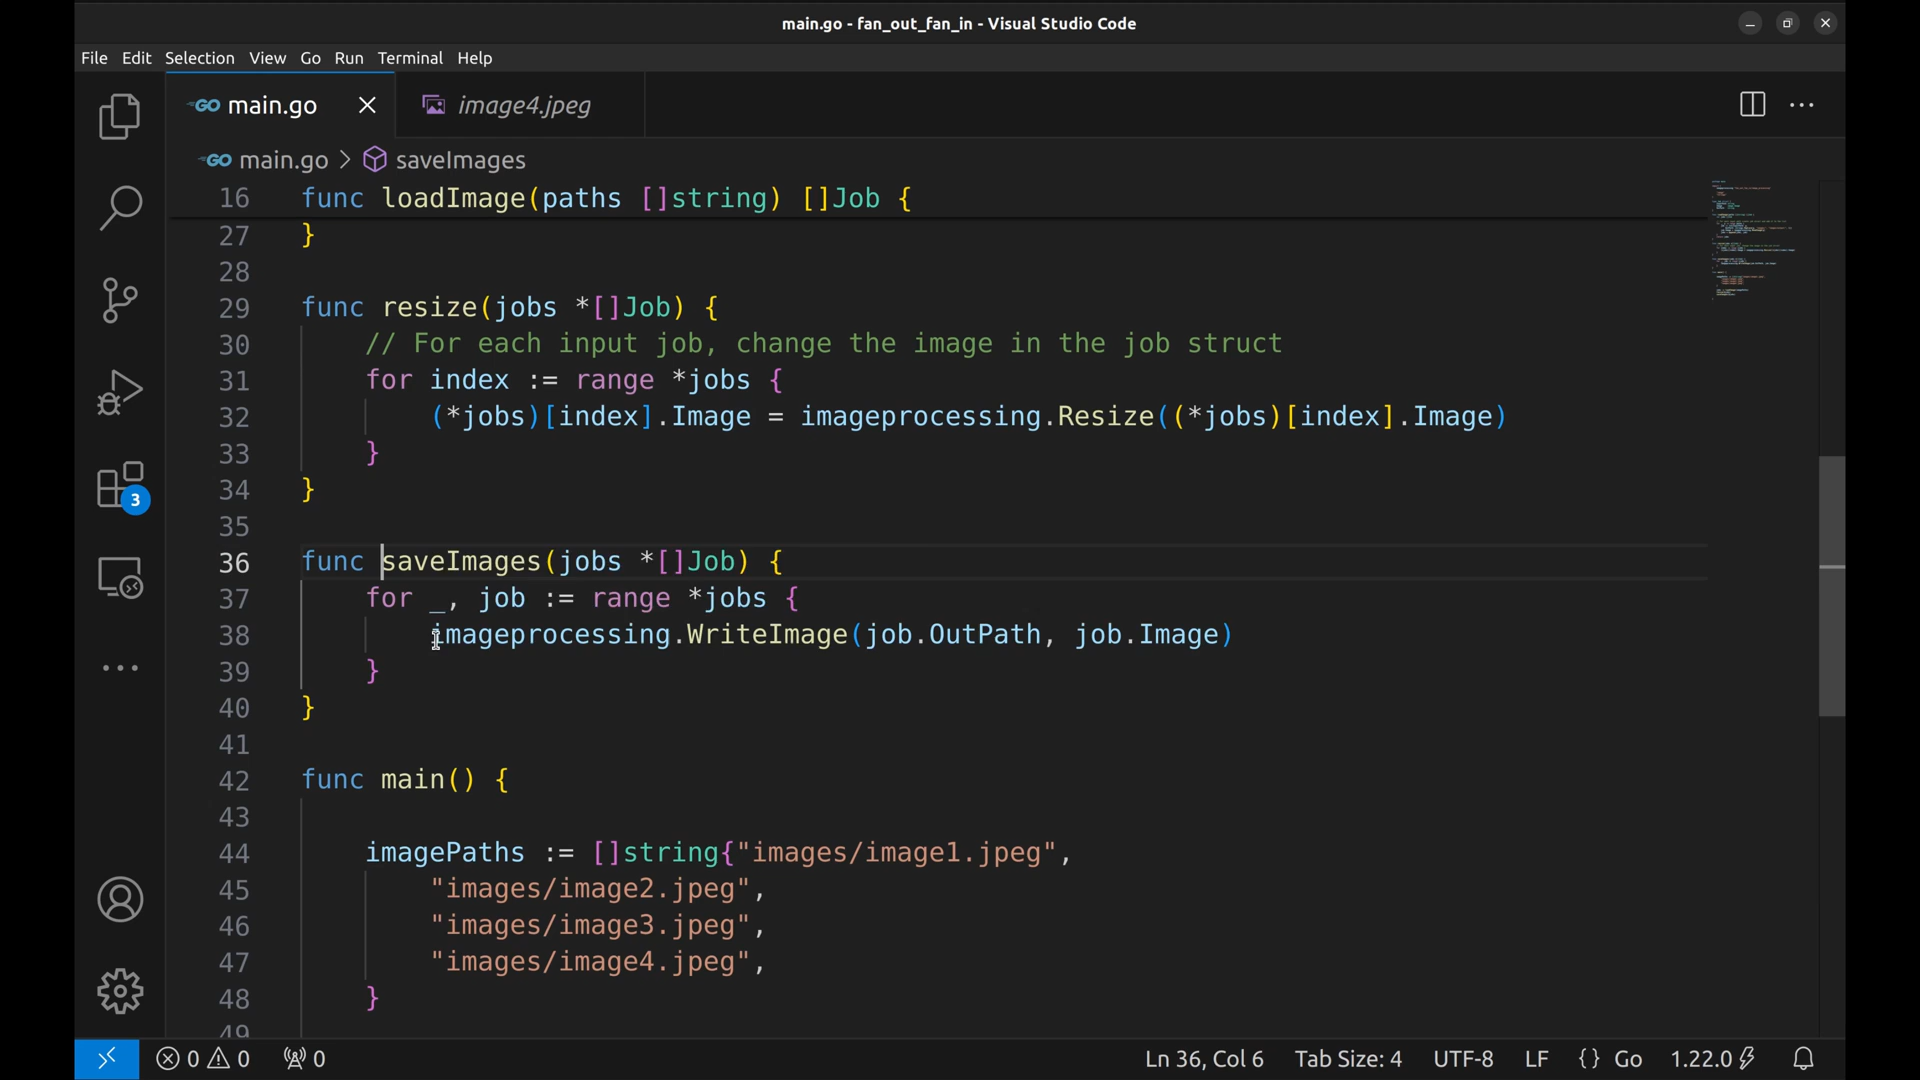 main.go - fan_out_fan_in - Visual Studio Code
File Edit Selection View Go Run Terminal Help
GO main.go image4.jpeg
GO main.go > saveImages
16 func loadImage(paths []string) []Job {
27 }
28
29 func resize(jobs *[]Job) {
30 // For each input job, change the image in the job struct
31 for index := range *jobs {
32 (*jobs)[index].Image = imageprocessing.Resize((*jobs)[index].Image)
33 }
34 }
35
36 func saveImages(jobs *[]Job) {
37 for _, job := range *jobs {
38 imageprocessing.WriteImage(job.OutPath, job.Image)
39 }
40 }
41
42 func main() {
43
44 imagePaths := []string{"images/image1.jpeg",
45 "images/image2.jpeg",
46 "images/image3.jpeg",
47 "images/image4.jpeg",
48 }
49
3
0 0 0 Ln 36, Col 6 Tab Size: 4 UTF-8 LF {} Go 1.22.0